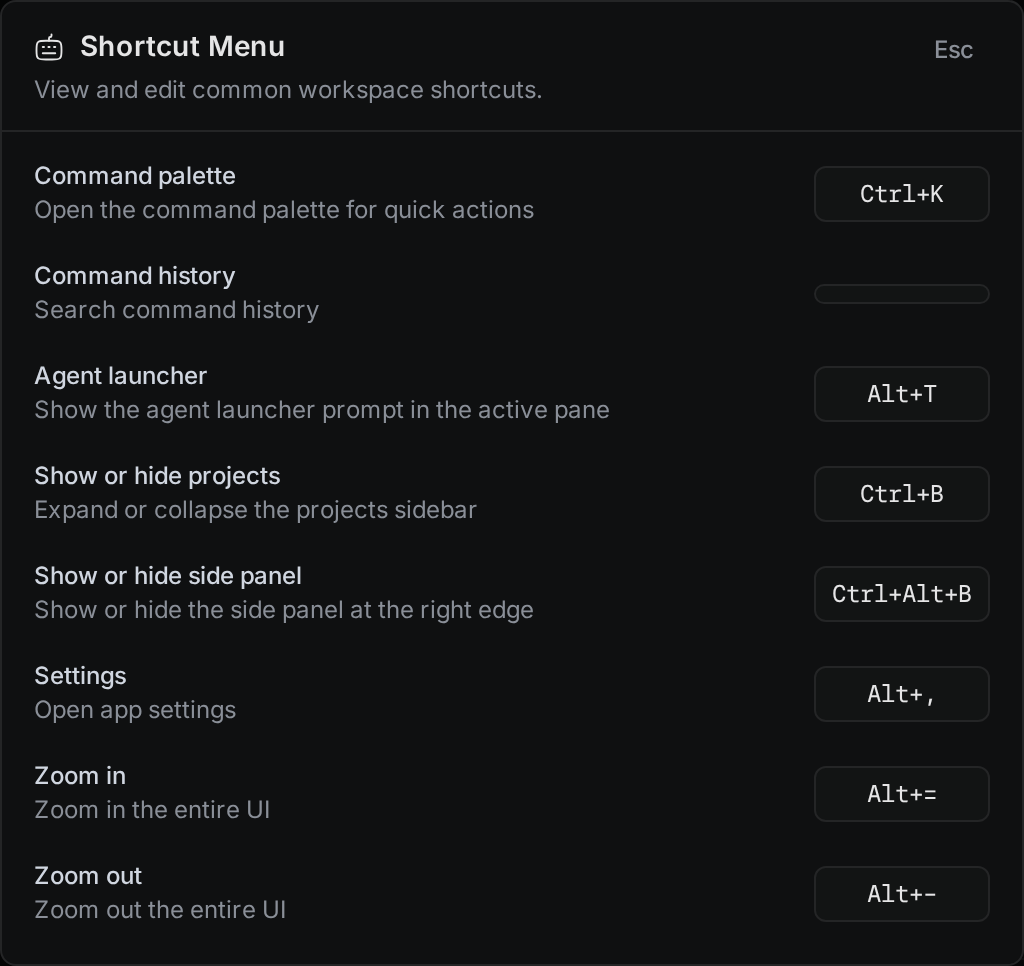 Shortcut Menu
Esc
View and edit common workspace shortcuts.
Command palette
Open the command palette for quick actions
Ctrl+K
Command history
Search command history
Agent launcher
Show the agent launcher prompt in the active pane
Alt+T
Show or hide projects
Expand or collapse the projects sidebar
Ctrl+B
Show or hide side panel
Show or hide the side panel at the right edge
Ctrl+Alt+B
Settings
Open app settings
Alt+,
Zoom in
Zoom in the entire UI
Alt+=
Zoom out
Zoom out the entire UI
Alt+-